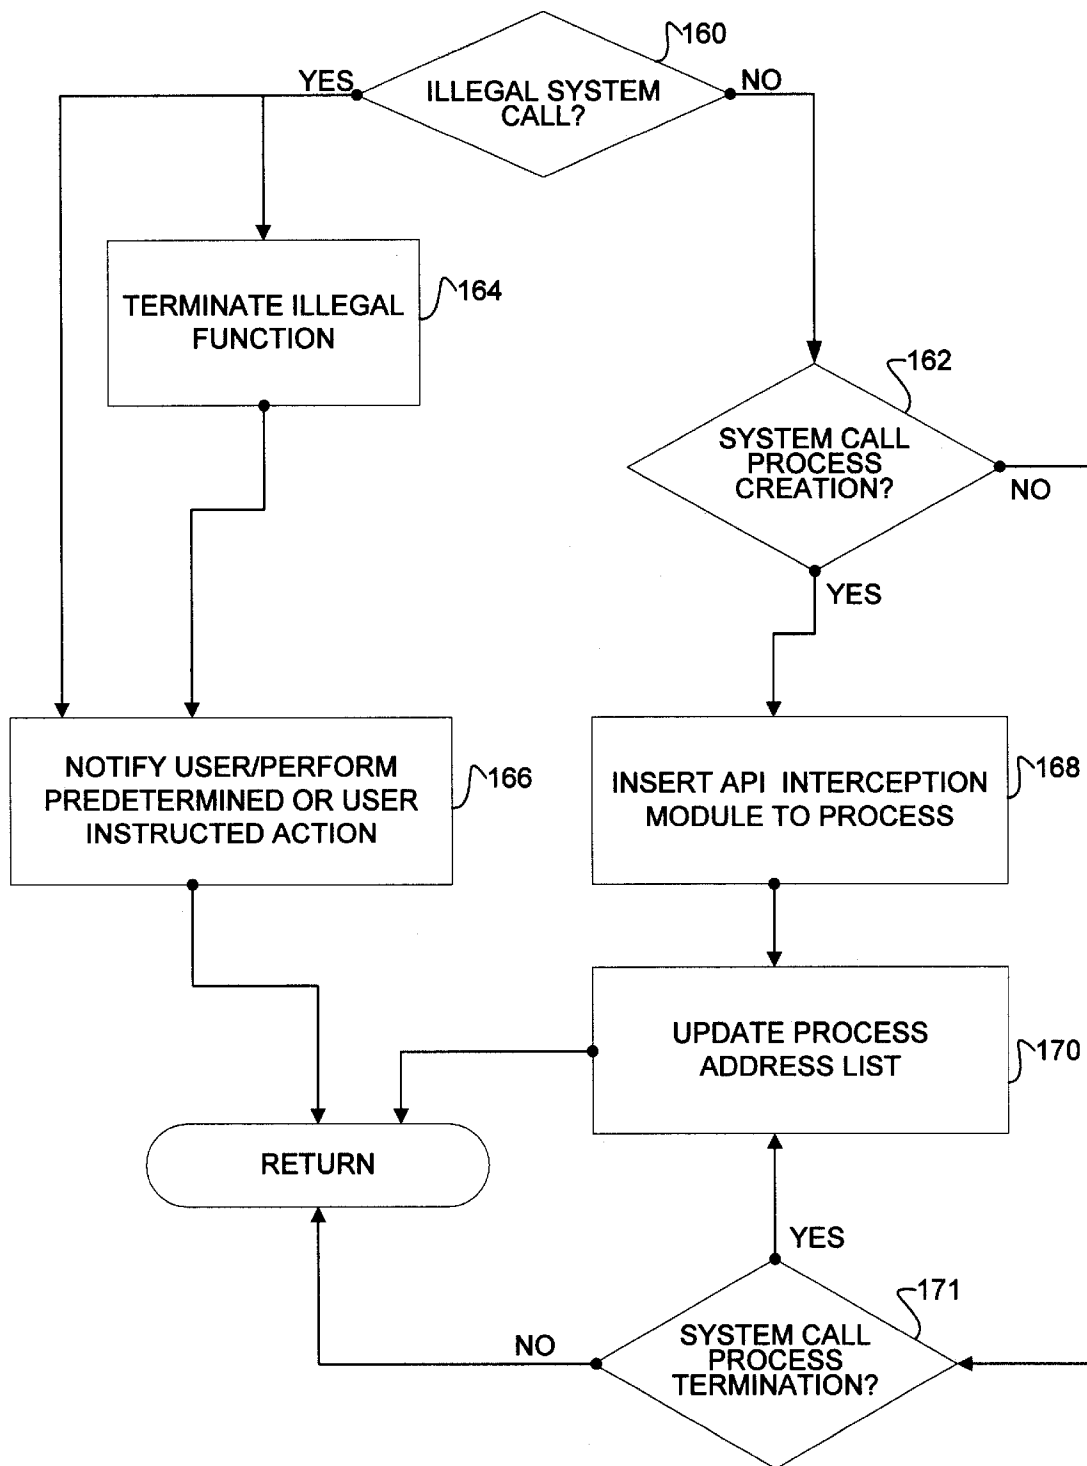 160
YES
ILLEGAL SYSTEM
CALL?
NO
TERMINATE ILLEGAL
FUNCTION
164
162
SYSTEM CALL
PROCESS
CREATION?
NO
YES
NOTIFY USER/PERFORM
PREDETERMINED OR USER
INSTRUCTED ACTION
166
INSERT API INTERCEPTION
MODULE TO PROCESS
168
UPDATE PROCESS
ADDRESS LIST
170
RETURN
YES
171
NO
SYSTEM CALL
PROCESS
TERMINATION?